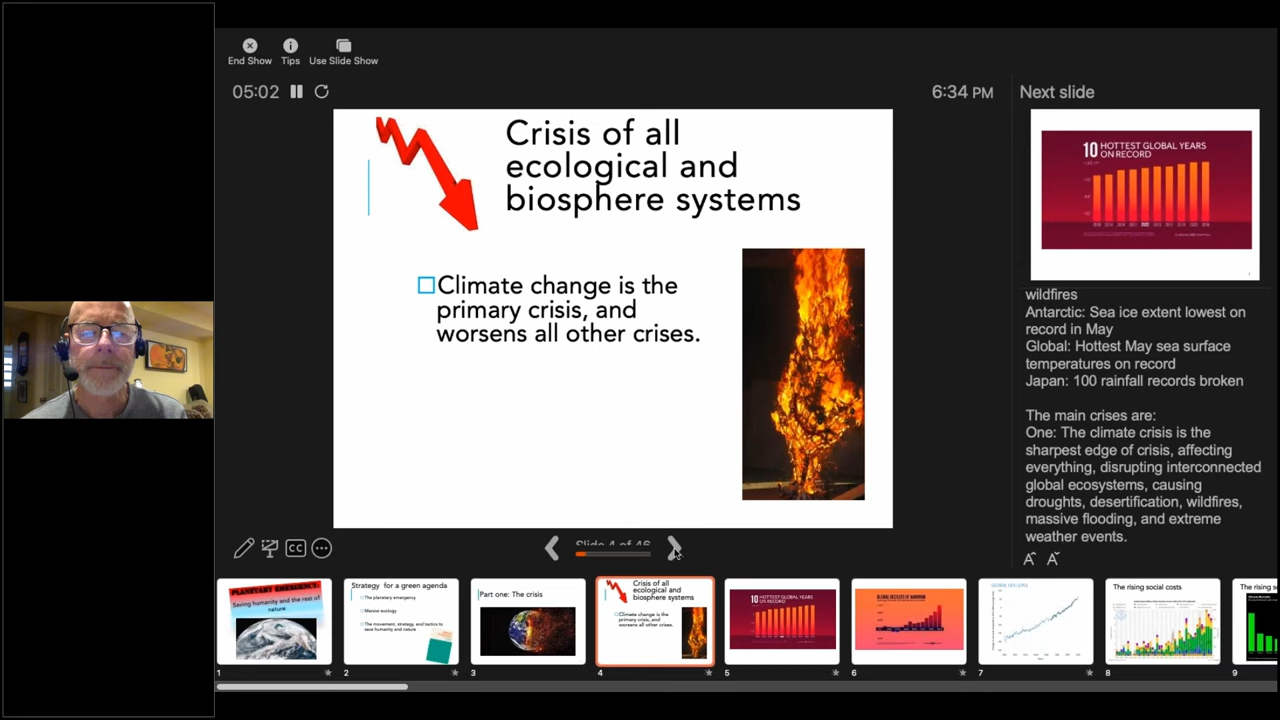 End Show
Tips
Use Slide Show
05:02
6:34 PM
Next slide
Crisis of all
ecological and
biosphere systems
Climate change is the
primary crisis, and
worsens all other crises.
10 HOTTEST GLOBAL YEARS
ON RECORD
wildfires
Antarctic: Sea ice extent lowest on
record in May
Global: Hottest May sea surface
temperatures on record
Japan: 100 rainfall records broken
The main crises are:
One: The climate crisis is the
sharpest edge of crisis, affecting
everything, disrupting interconnected
global ecosystems, causing
droughts, desertification, wildfires,
massive flooding, and extreme
weather events.
CC
Slide 4 of 46
PLANETARY EMERGENCY:
Saving humanity and the rest of
nature
1
Strategy for a green agenda
The planetary emergency
Marxist ecology
The movement, strategy, and tactics to
save humanity and nature
2
Part one: The crisis
3
Crisis of all
ecological and
biosphere systems
Climate change is the
primary crisis, and
worsens all other crises.
4
10 HOTTEST GLOBAL YEARS
ON RECORD
5
GLOBAL DECADES OF WARMING
6
7
The rising social costs
8
The rising s
9